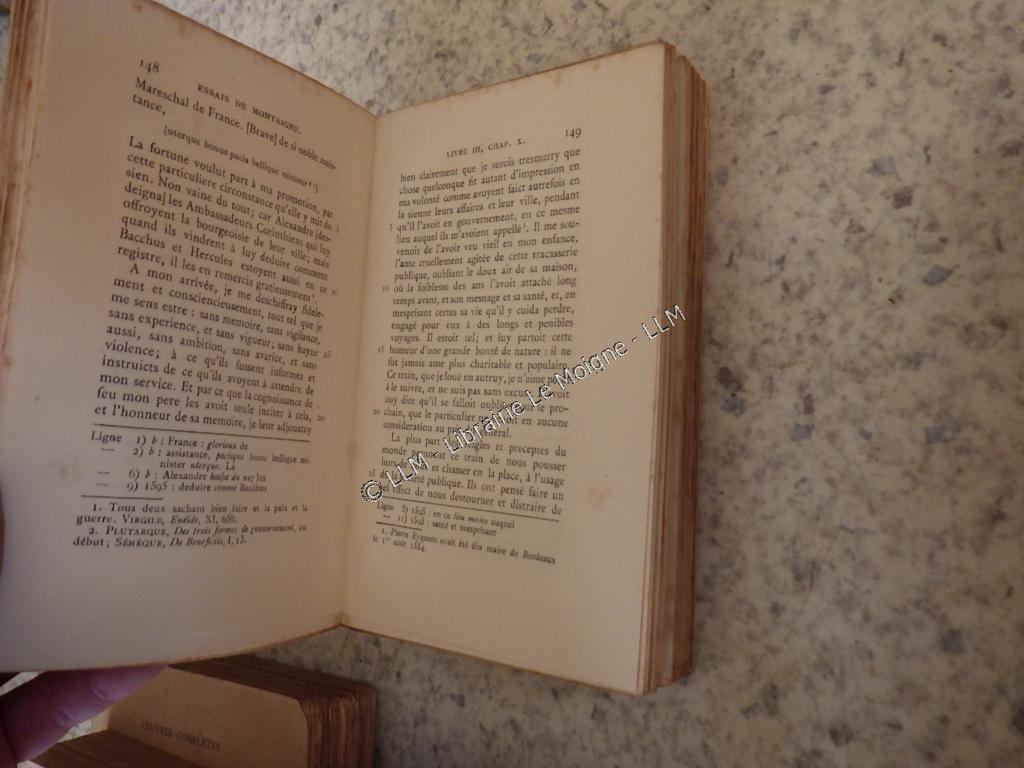 148
ESSAIS DE MONTAIGNE.
Mareschal de France. [Brave] de si noble assis-
tance,
[uterque bonus pacis bellique minister¹:]
La fortune voulut part à ma promotion, par
cette particuliere circonstance qu'elle y mit du 5
sien. Non vaine du tout; car Alexandre [des-
deigna] les Ambassadeurs Corinthiens qui luy
offroyent la bourgeoisie de leur ville; mais
quand ils vindrent à luy deduire comment
Bacchus et Hercules estoyent aussi en ce 10
registre, il les en remercia gratieusement².
A mon arrivée, je me deschiffray fidele-
ment et consciencieusement, tout tel que je
me sens estre : sans memoire, sans vigilance,
sans experience, et sans vigueur; sans hayne 15
aussi, sans ambition, sans avarice, et sans
violence; à ce qu'ils fussent informez et
instruicts de ce qu'ils avoyent à attendre de
mon service. Et par ce que la cognoissance de
feu mon pere les avoit seule incitez à cela, 20
et l'honneur de sa memoire, je leur adjoustay
Ligne 1) b : France : glorieux de
— 2) b : assistance, pacisque bonus bellique mi-
nister uterque. La
— 6) b : Alexandre haussa du nez les
— 9) 1595 : deduire comme Bacchus
1. Tous deux sachant bien faire et la paix et la
guerre. VIRGILE, Enéide, XI, 658.
2. PLUTARQUE, Des trois formes de gouvernement, au
début; SÉNÈQUE, De Beneficiis, I, 13.
LIVRE III, CHAP. X.
149
bien clairement que je serois tresmarry que
chose quelconque fit autant d'impression en
ma volonté comme avoyent faict autrefois en
la sienne leurs affaires et leur ville, pendant
5 qu'il l'avoit en gouvernement, en ce mesme
lieu auquel ils m'avoient appellé¹. Il me sou-
venoit de l'avoir veu vieil en mon enfance,
l'ame cruellement agitée de cette tracasserie
publique, oubliant le doux air de sa maison,
10 où la foiblesse des ans l'avoit attaché long
temps avant, et son mesnage et sa santé, et, en
mesprisant certes sa vie qu'il y cuida perdre,
engagé pour eux à des longs et penibles
voyages. Il estoit tel; et luy partoit cette
15 humeur d'une grande bonté de nature : il ne
fut jamais ame plus charitable et populaire.
Ce train, que je louë en autruy, je n'aime
à le suivre, et ne suis pas sans excuse.
ouy dire qu'il se falloit oublier pour le pro-
20 chain, que le particulier en aucune
consideration au
La plus part et preceptes du
monde ce train de nous pousser
et chasser en la place, à l'usage
25 publique. Ils ont pensé faire un
bel effect de nous destourner et distraire de
Ligne 5) 1595 : en ce lieu mesme auquel
— 11) 1595 : santé et mesprisant
1. Pierre Eyquem avait été élu maire de Bordeaux
le 1er août 1554.
© LLM - Librairie Le Moigne - LLM
ŒUVRES COMPLÈTES